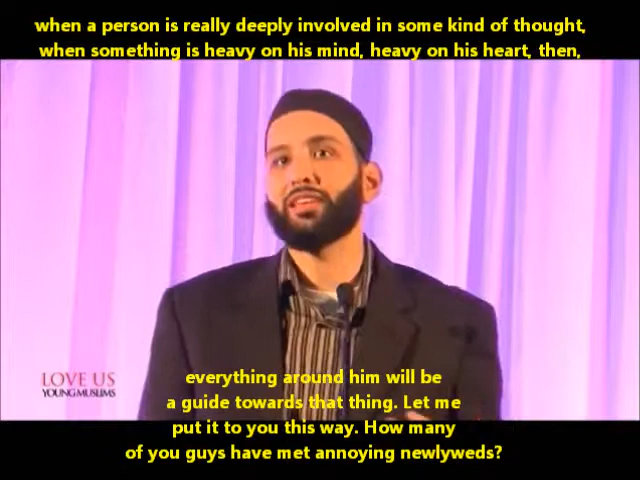 when a person is really deeply involved in some kind of thought,
when something is heavy on his mind, heavy on his heart, then,
LOVE US
YOUNG MUSLIMS
everything around him will be
a guide towards that thing. Let me
put it to you this way. How many
of you guys have met annoying newlyweds?